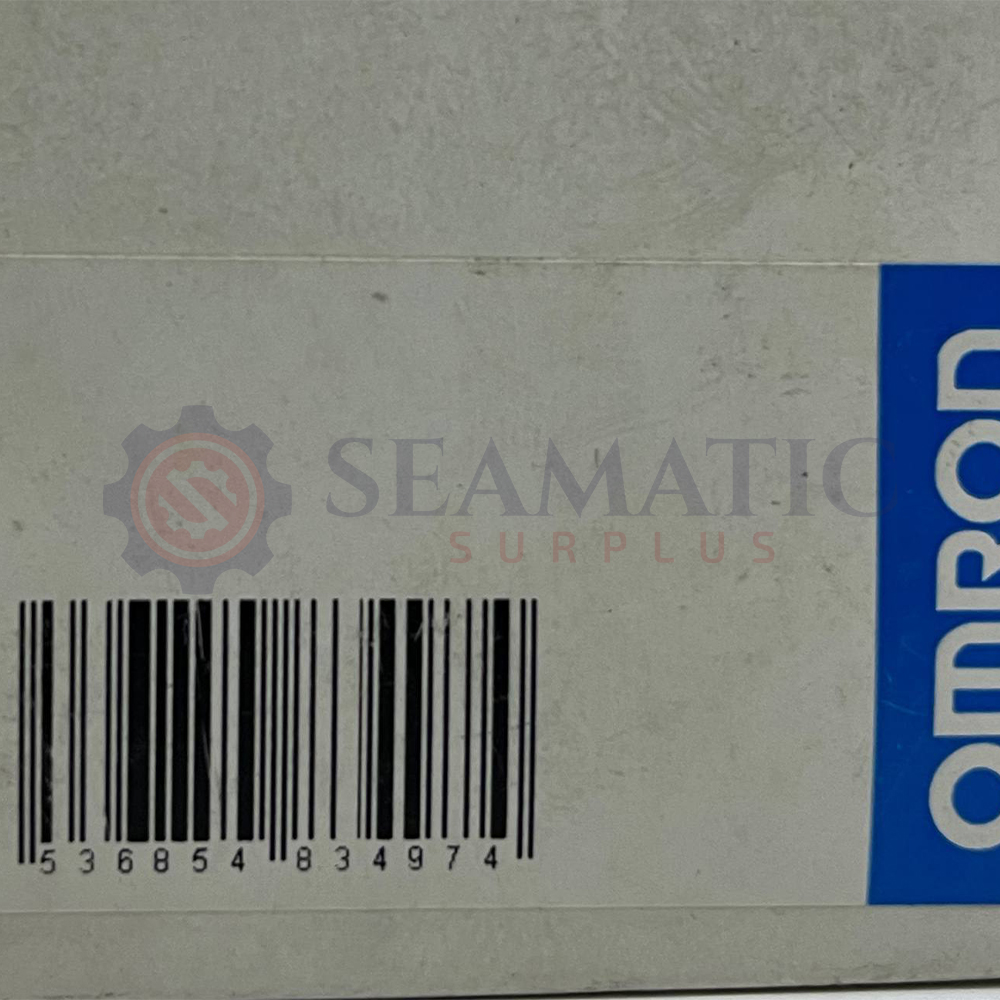 SEAMATIC
SURPLUS
OMRON
536854 834974